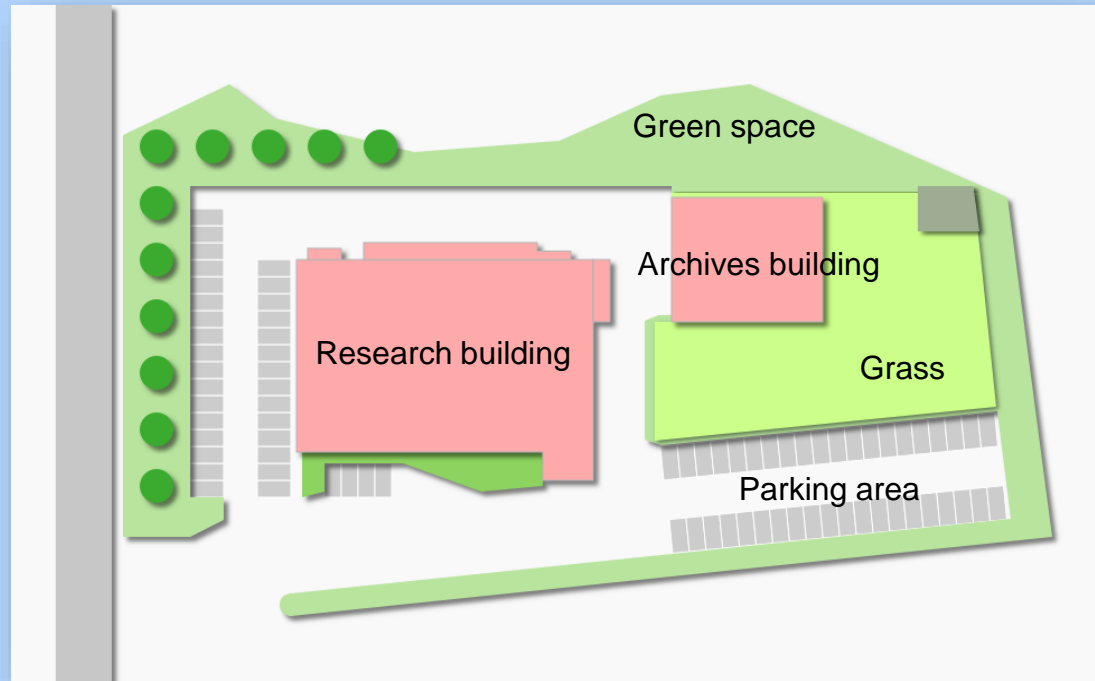 Green space
Archives building
Research building
Grass
Parking area